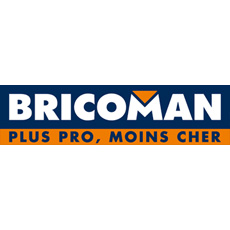 BRICOMAN
PLUS PRO, MOINS CHER